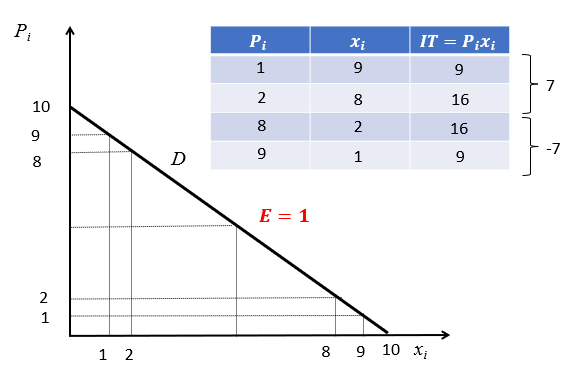 Pᵢ
10
9
8
2
1
D
E = 1
1 2 8 9 10 xᵢ
Pᵢ xᵢ IT = Pᵢxᵢ
1 9 9
2 8 16
8 2 16
9 1 9
7
-7